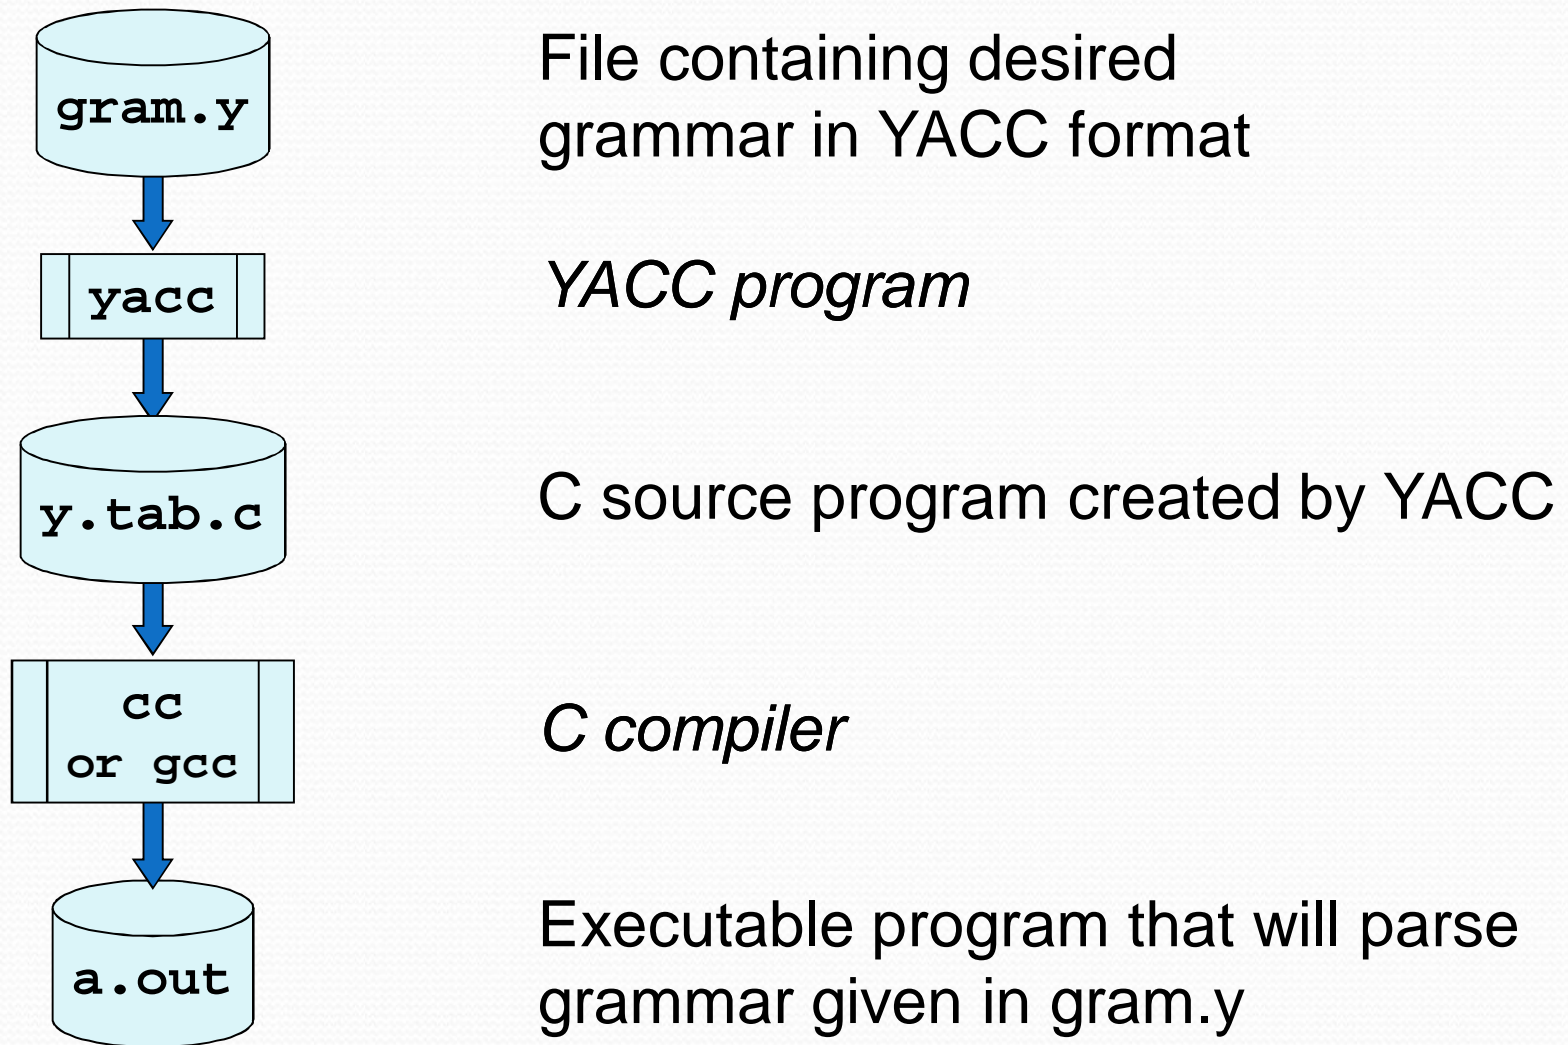 gram.y
File containing desired
grammar in YACC format
yacc
YACC program
y.tab.c
C source program created by YACC
cc
or gcc
C compiler
a.out
Executable program that will parse
grammar given in gram.y